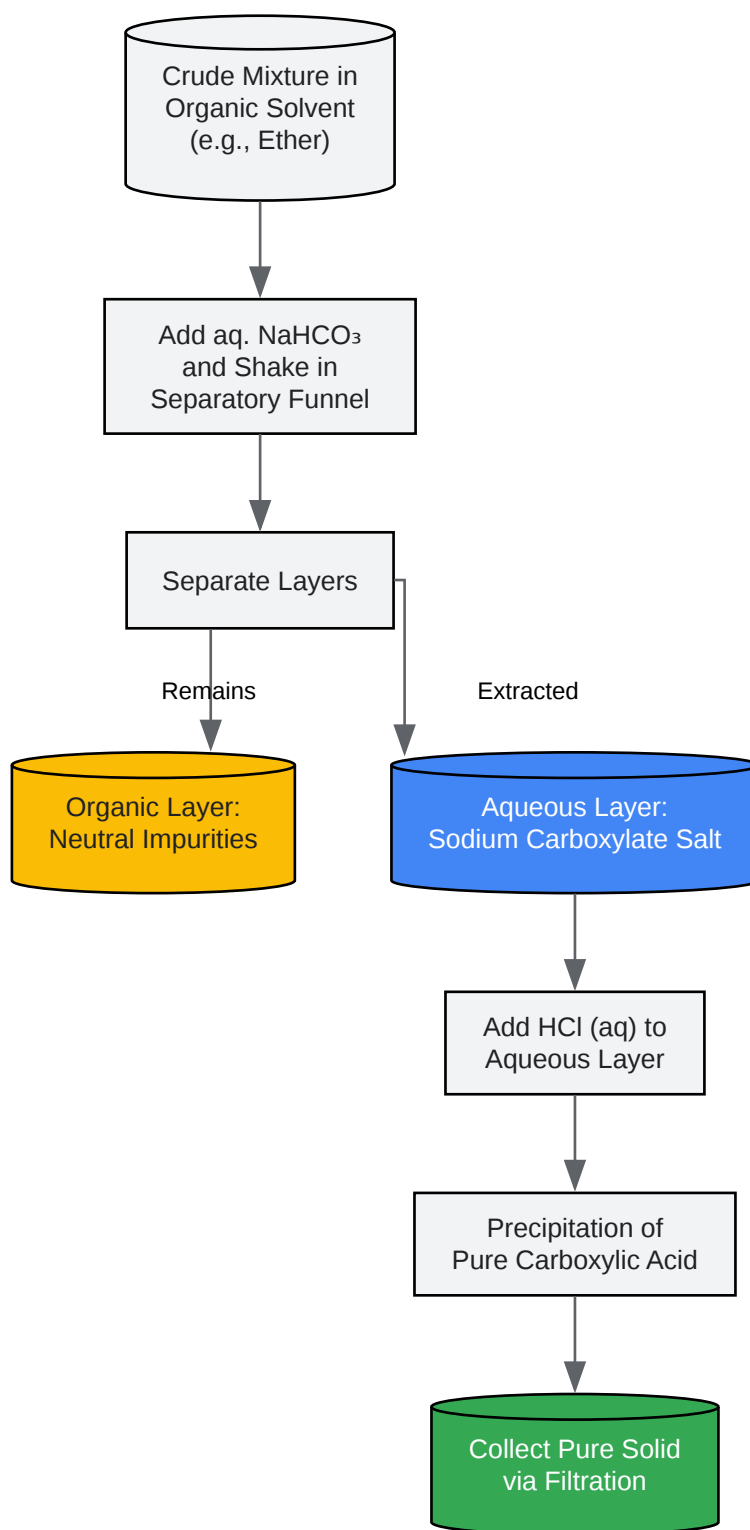 Crude Mixture in
Organic Solvent
(e.g., Ether)
Add aq. NaHCO₃
and Shake in
Separatory Funnel
Separate Layers
Remains
Extracted
Organic Layer:
Neutral Impurities
Aqueous Layer:
Sodium Carboxylate Salt
Add HCl (aq) to
Aqueous Layer
Precipitation of
Pure Carboxylic Acid
Collect Pure Solid
via Filtration